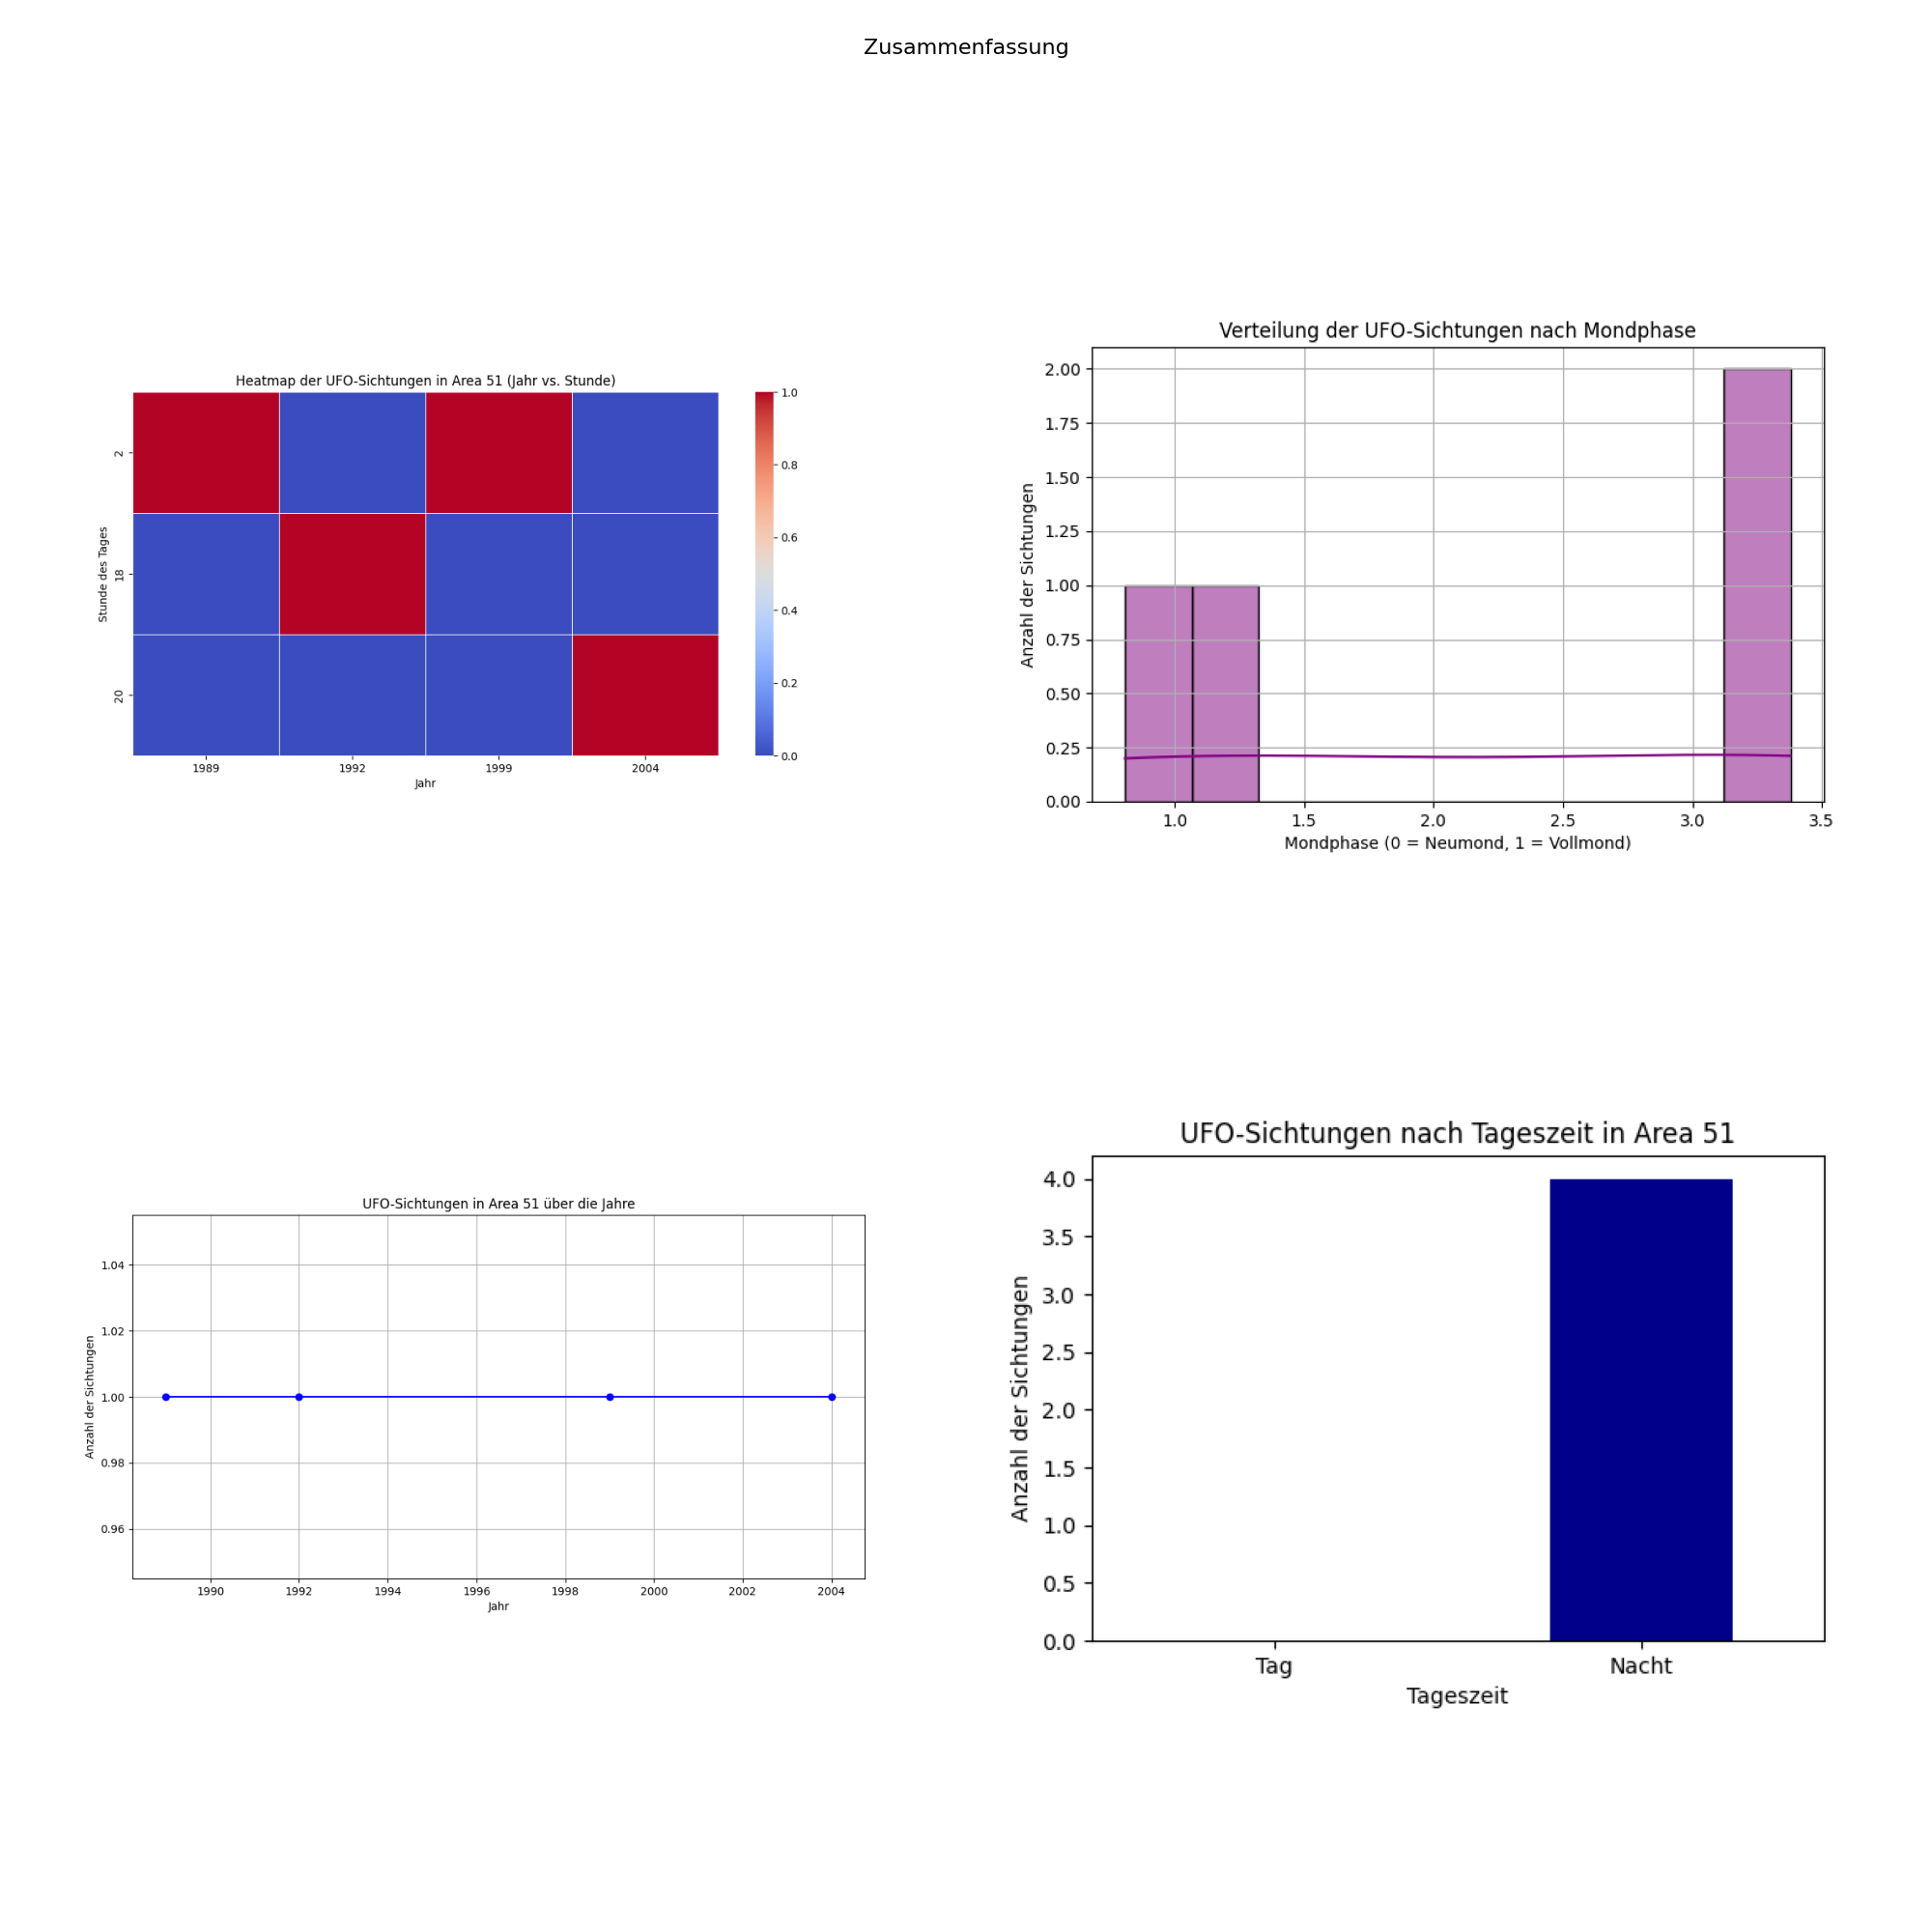 Zusammenfassung
Heatmap der UFO-Sichtungen in Area 51 (Jahr vs. Stunde)
Stunde des Tages
2
18
20
1989 1992 1999 2004
Jahr
1.0
0.8
0.6
0.4
0.2
0.0
Verteilung der UFO-Sichtungen nach Mondphase
Anzahl der Sichtungen
2.00
1.75
1.50
1.25
1.00
0.75
0.50
0.25
0.00
1.0 1.5 2.0 2.5 3.0 3.5
Mondphase (0 = Neumond, 1 = Vollmond)
UFO-Sichtungen in Area 51 über die Jahre
Anzahl der Sichtungen
1.04
1.02
1.00
0.98
0.96
1990 1992 1994 1996 1998 2000 2002 2004
Jahr
UFO-Sichtungen nach Tageszeit in Area 51
Anzahl der Sichtungen
4.0
3.5
3.0
2.5
2.0
1.5
1.0
0.5
0.0
Tag Nacht
Tageszeit